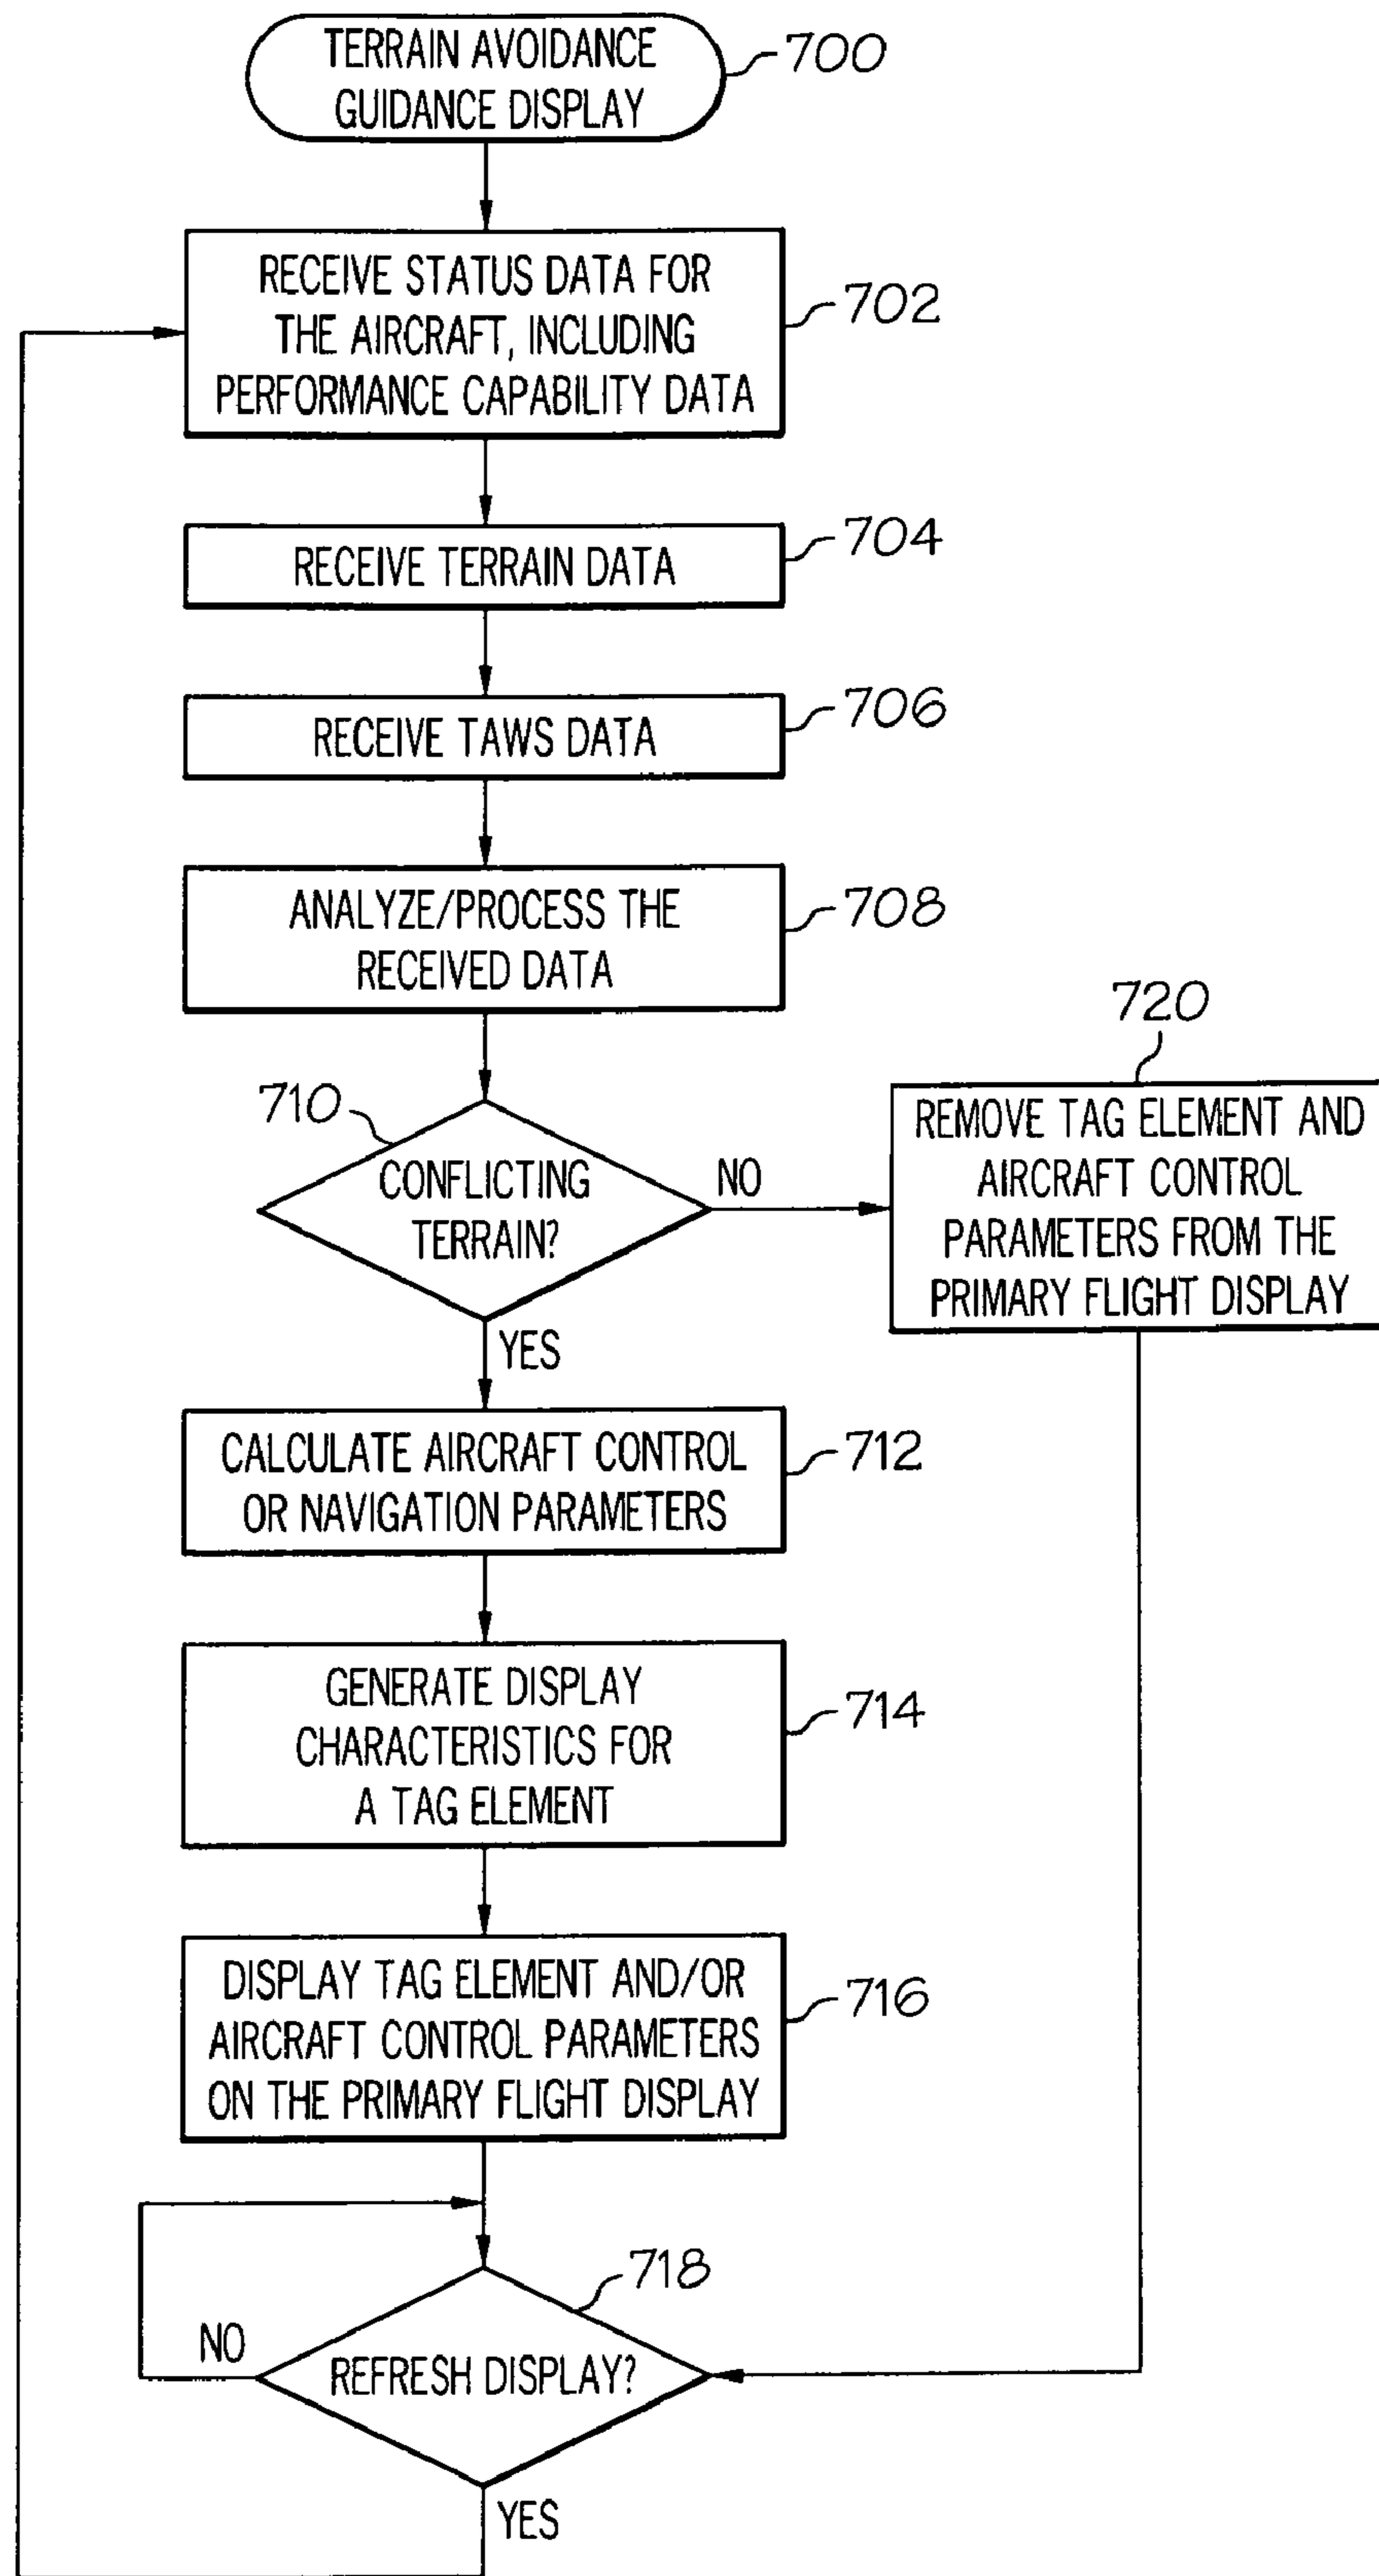 TERRAIN AVOIDANCE
GUIDANCE DISPLAY
700
RECEIVE STATUS DATA FOR
THE AIRCRAFT, INCLUDING
PERFORMANCE CAPABILITY DATA
702
RECEIVE TERRAIN DATA
704
RECEIVE TAWS DATA
706
ANALYZE/PROCESS THE
RECEIVED DATA
708
710
CONFLICTING
TERRAIN?
NO
720
REMOVE TAG ELEMENT AND
AIRCRAFT CONTROL
PARAMETERS FROM THE
PRIMARY FLIGHT DISPLAY
YES
CALCULATE AIRCRAFT CONTROL
OR NAVIGATION PARAMETERS
712
GENERATE DISPLAY
CHARACTERISTICS FOR
A TAG ELEMENT
714
DISPLAY TAG ELEMENT AND/OR
AIRCRAFT CONTROL PARAMETERS
ON THE PRIMARY FLIGHT DISPLAY
716
718
NO
REFRESH DISPLAY?
YES